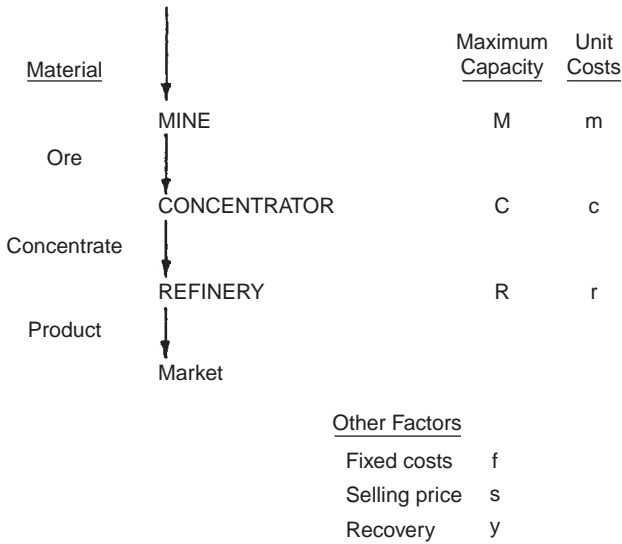 Maximum Unit
Material Capacity Costs
MINE M m
Ore
CONCENTRATOR C c
Concentrate
REFINERY R r
Product
Market
Other Factors
Fixed costs f
Selling price s
Recovery y